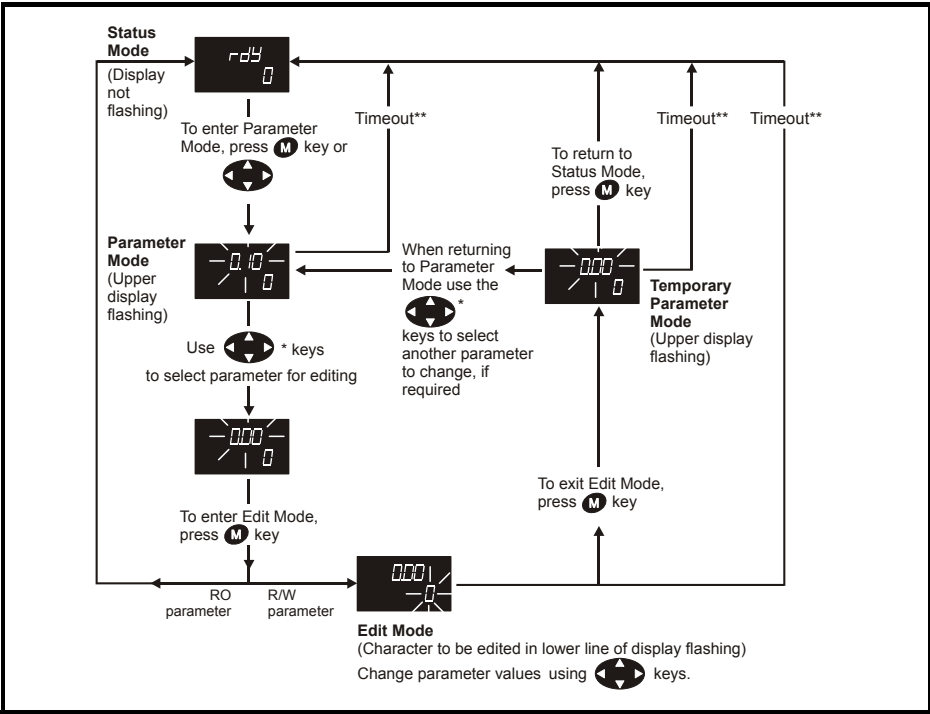 Status
Mode
(Display
not
flashing)
rdY
0
To enter Parameter
Mode, press M key or
Timeout**
Timeout**
Timeout**
To return to
Status Mode,
press M key
Parameter
Mode
(Upper
display
flashing)
0.10
0
When returning
to Parameter
Mode use the
*
keys to select
another parameter
to change, if
required
0.00
0
Temporary
Parameter
Mode
(Upper display
flashing)
Use * keys
to select parameter for editing
0.00
0
To enter Edit Mode,
press M key
To exit Edit Mode,
press M key
RO
parameter
R/W
parameter
0.00
0
Edit Mode
(Character to be edited in lower line of display flashing)
Change parameter values using keys.